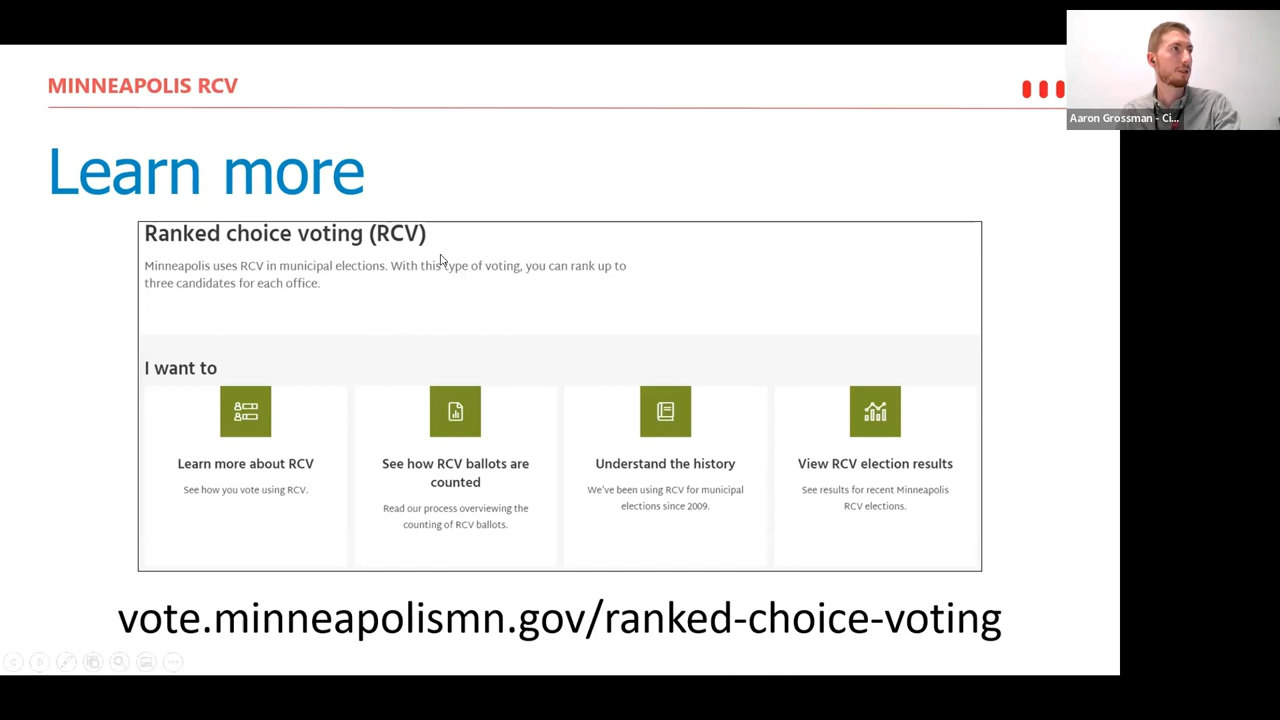 MINNEAPOLIS RCV
Aaron Grossman - Ci...
Learn more
Ranked choice voting (RCV)
Minneapolis uses RCV in municipal elections. With this type of voting, you can rank up to
three candidates for each office.
I want to
Learn more about RCV
See how you vote using RCV.
See how RCV ballots are
counted
Read our process overviewing the
counting of RCV ballots.
Understand the history
We've been using RCV for municipal
elections since 2009.
View RCV election results
See results for recent Minneapolis
RCV elections.
vote.minneapolismn.gov/ranked-choice-voting